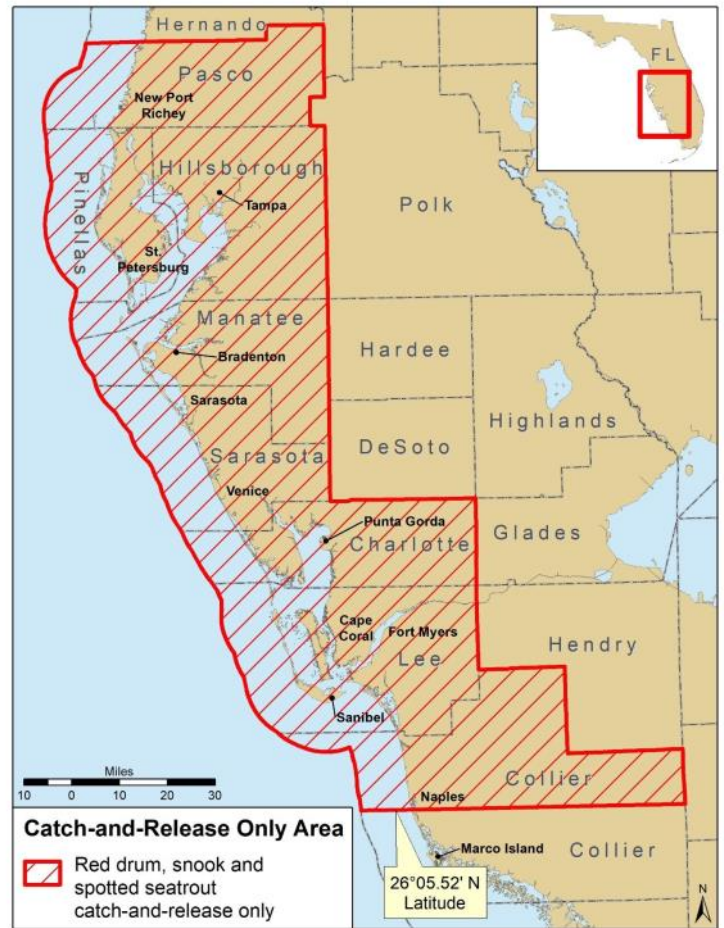 Hernando
FL
Pasco
New Port
Richey
Hillsborough
Tampa
Polk
Pinellas
St.
Petersburg
Manatee
Hardee
Bradenton
Sarasota
Highlands
DeSoto
Sarasota
Venice
Punta Gorda
Charlotte
Glades
Cape
Coral
Fort Myers
Lee
Hendry
Sanibel
Miles
10 0 10 20 30
Collier
Naples
Marco Island
Collier
26°05.52' N
Latitude
N
Catch-and-Release Only Area
Red drum, snook and
spotted seatrout
catch-and-release only